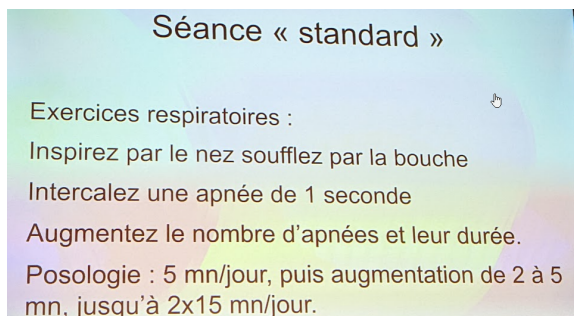 Séance « standard »
Exercices respiratoires :
Inspirez par le nez soufflez par la bouche
Intercalez une apnée de 1 seconde
Augmentez le nombre d’apnées et leur durée.
Posologie : 5 mn/jour, puis augmentation de 2 à 5
mn, jusqu’à 2x15 mn/jour.